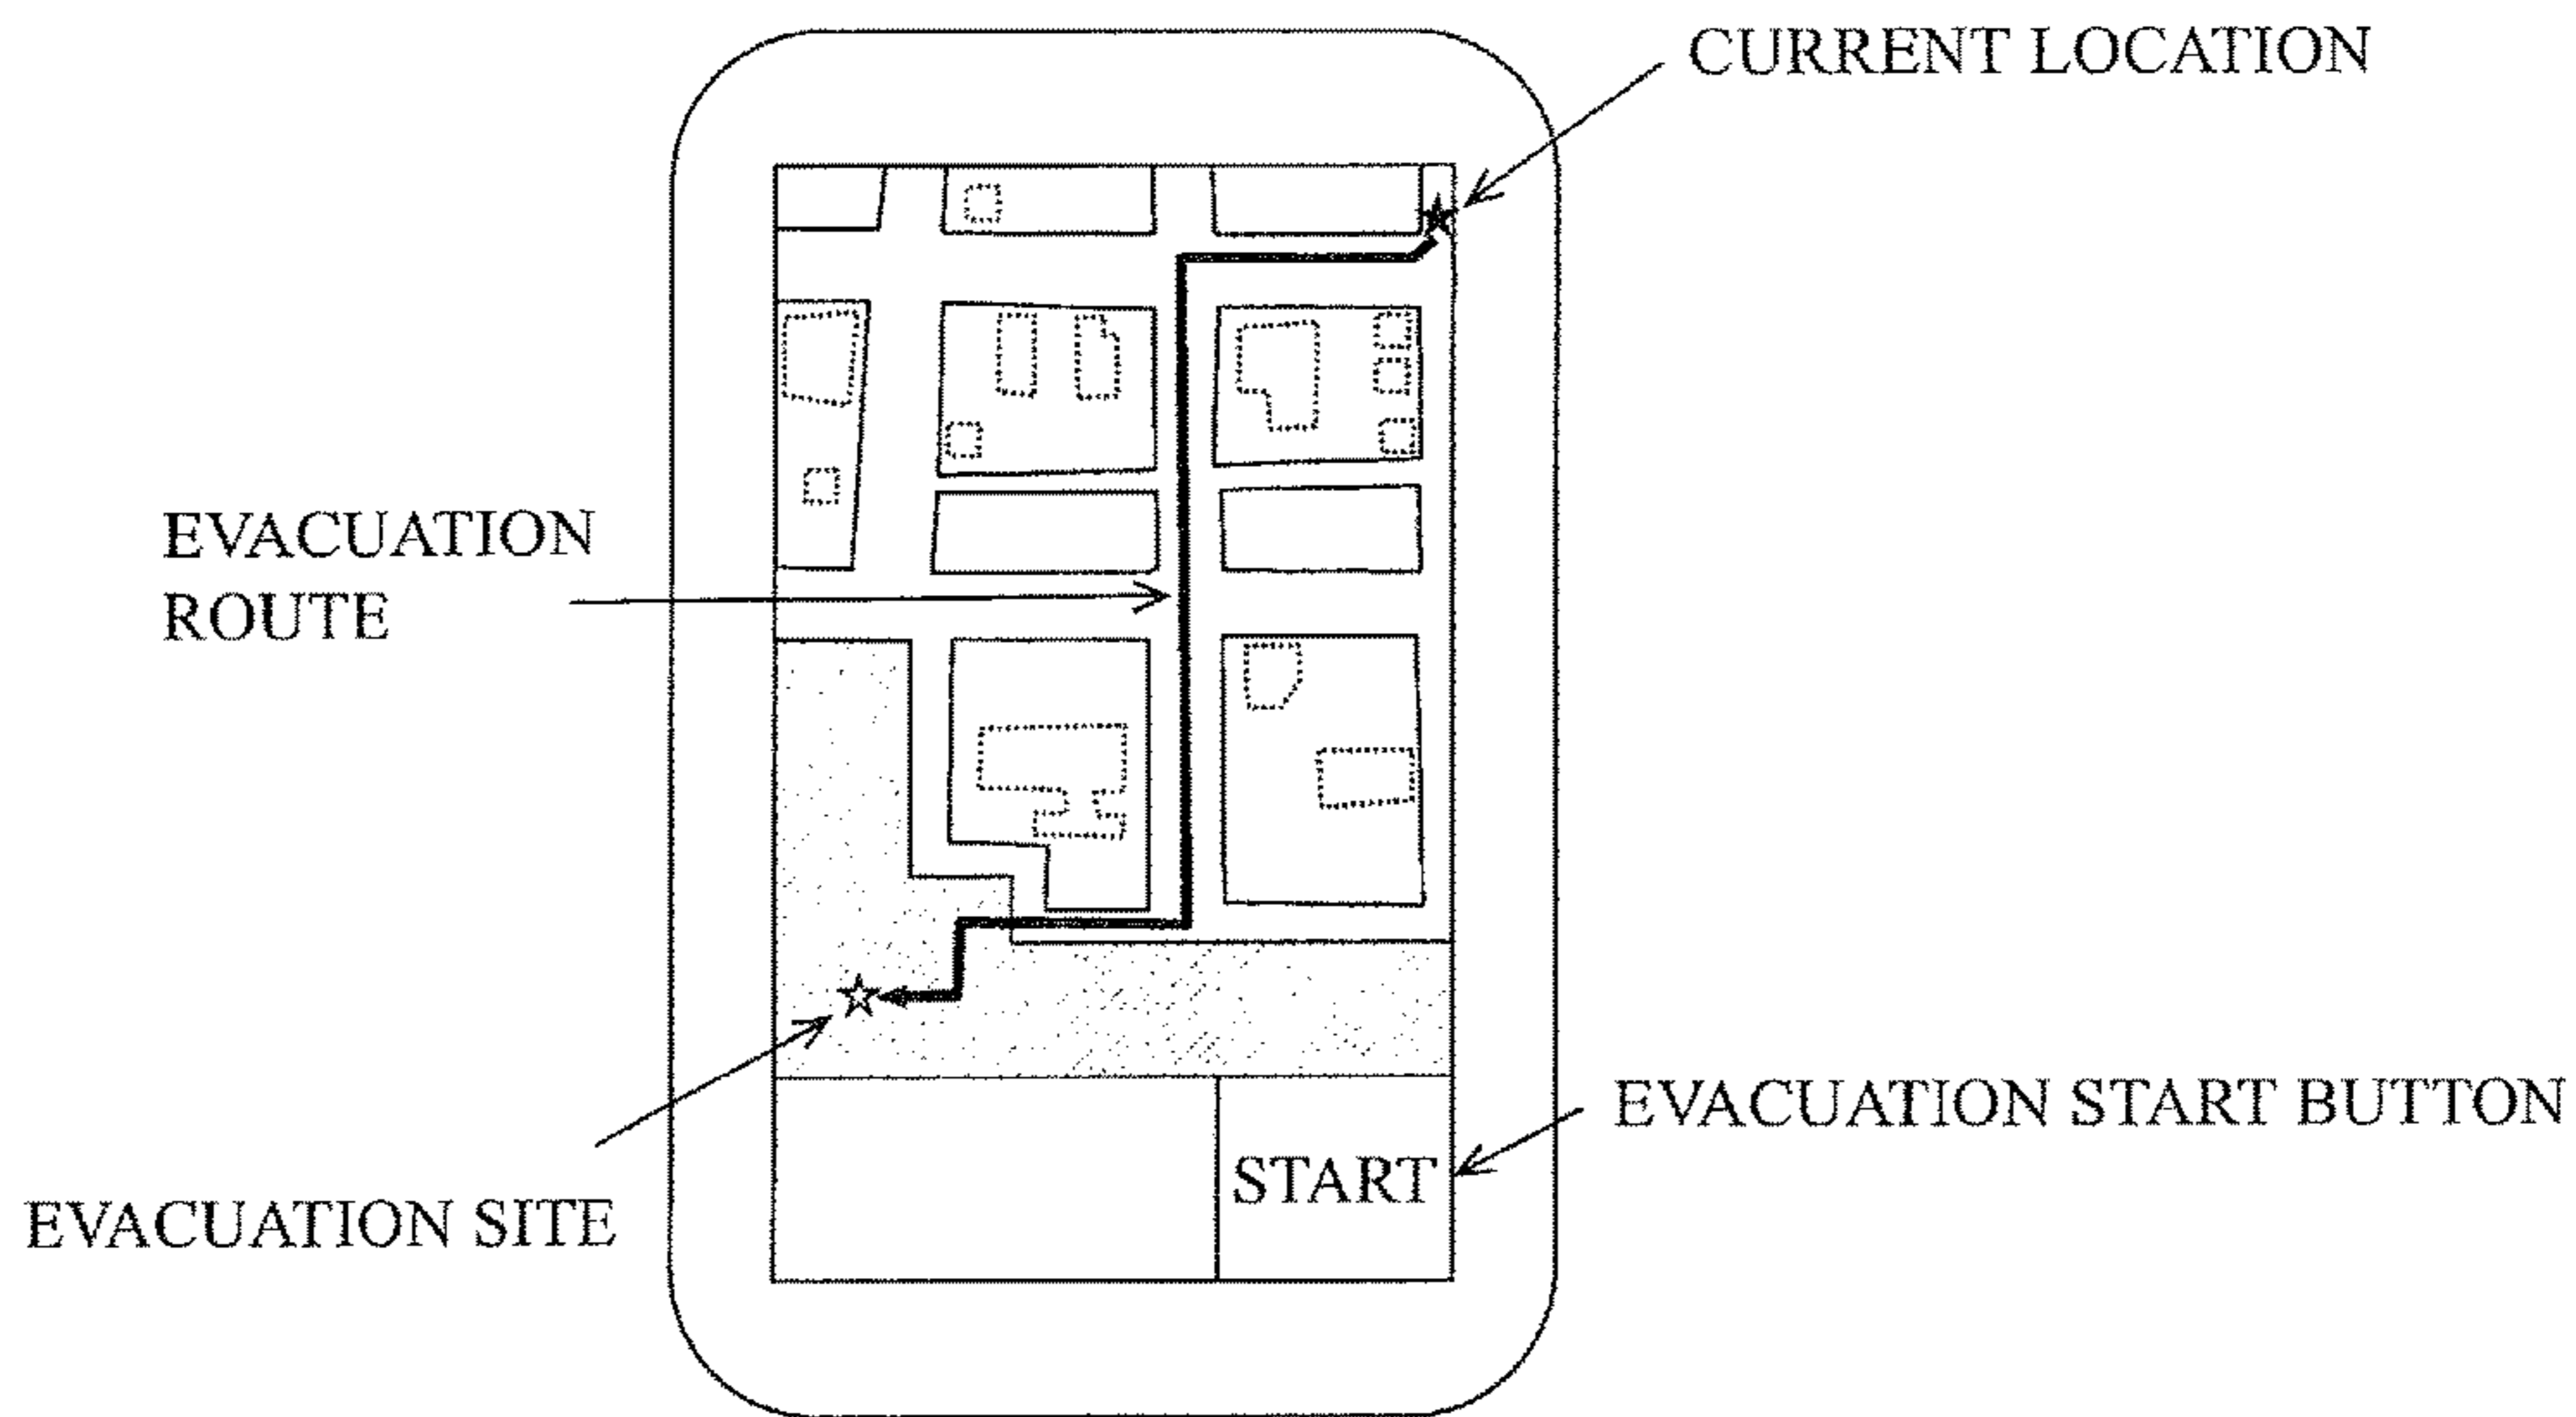 CURRENT LOCATION
EVACUATION
ROUTE
EVACUATION START BUTTON
START
EVACUATION SITE